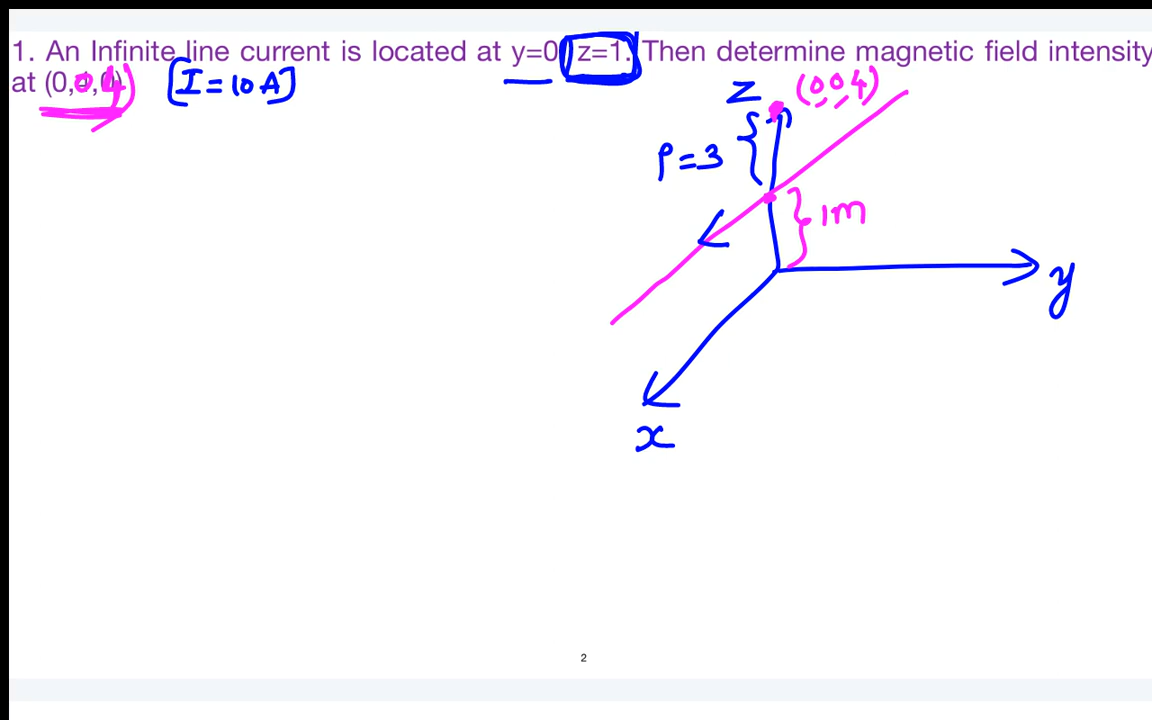 1. An Infinite line current is located at y=0, z=1. Then determine magnetic field intensity
at (0,0,4) [I = 10 A]
z (0,0,4)
ρ = 3
1m
y
x
2